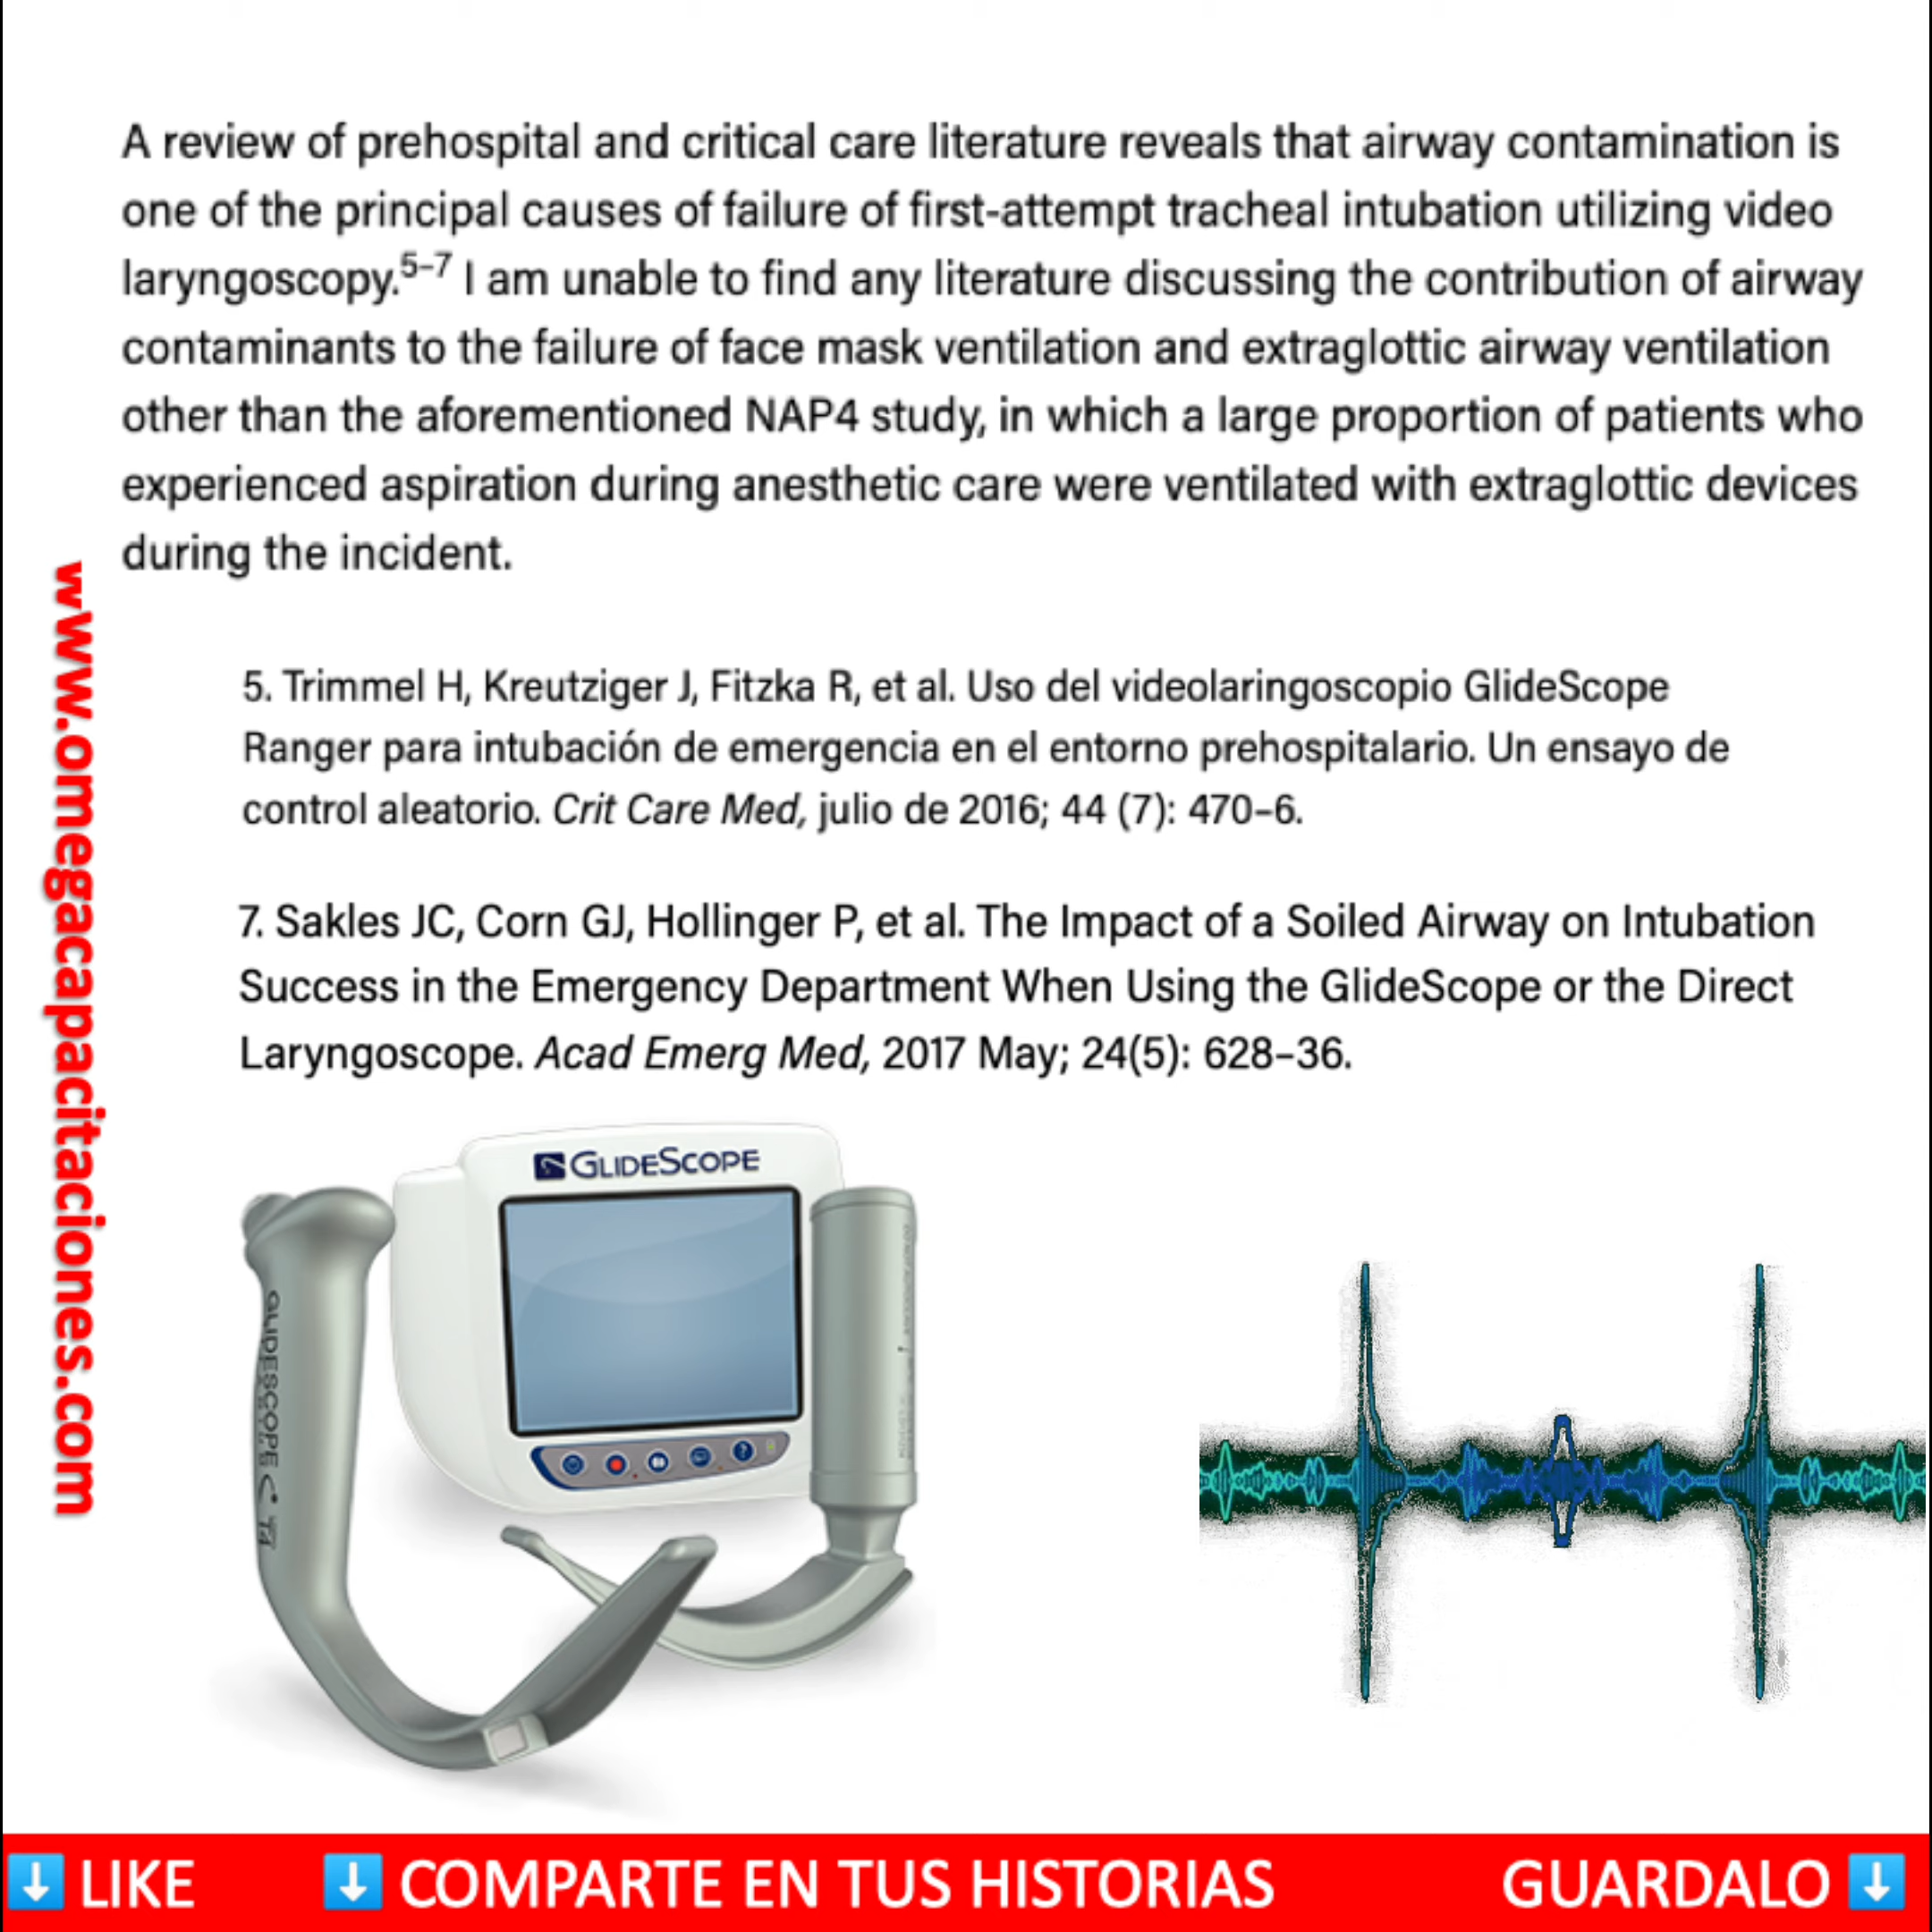 A review of prehospital and critical care literature reveals that airway contamination is
one of the principal causes of failure of first-attempt tracheal intubation utilizing video
laryngoscopy.5–7 I am unable to find any literature discussing the contribution of airway
contaminants to the failure of face mask ventilation and extraglottic airway ventilation
other than the aforementioned NAP4 study, in which a large proportion of patients who
experienced aspiration during anesthetic care were ventilated with extraglottic devices
during the incident.
www.omegacapacitaciones.com
5. Trimmel H, Kreutziger J, Fitzka R, et al. Uso del videolaringoscopio GlideScope
Ranger para intubación de emergencia en el entorno prehospitalario. Un ensayo de
control aleatorio. Crit Care Med, julio de 2016; 44 (7): 470–6.
7. Sakles JC, Corn GJ, Hollinger P, et al. The Impact of a Soiled Airway on Intubation
Success in the Emergency Department When Using the GlideScope or the Direct
Laryngoscope. Acad Emerg Med, 2017 May; 24(5): 628–36.
GLIDESCOPE
GLIDESCOPE
LIKE
COMPARTE EN TUS HISTORIAS
GUARDALO